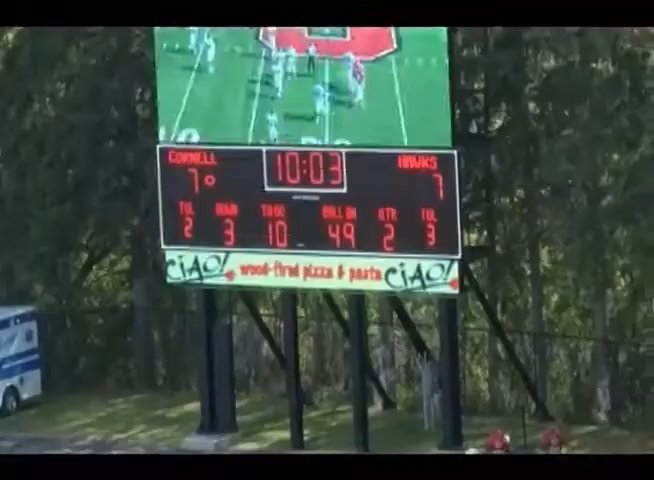 CORNELL 10:03 HAWKS
7 7
TOL DOWN TO GO BALL ON QTR TOL
2 3 10 49 2 3
CiAO! wood-fired pizza & pasta CiAO!